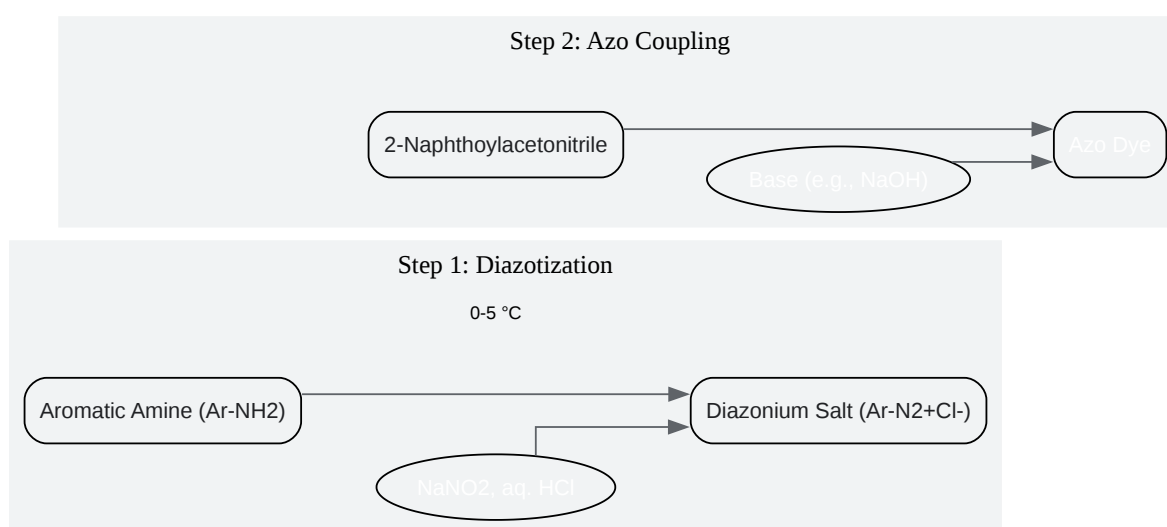 Step 2: Azo Coupling
2-Naphthoylacetonitrile
Azo Dye
Base (e.g., NaOH)
Step 1: Diazotization
0-5 °C
Aromatic Amine (Ar-NH2)
Diazonium Salt (Ar-N2+Cl-)
NaNO2, aq. HCl